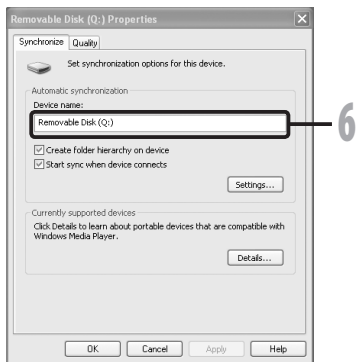 Removable Disk (Q:) Properties
Synchronize Quality
Set synchronization options for this device.
Automatic synchronization
Device name:
Removable Disk (Q:)
6
Create folder hierarchy on device
Start sync when device connects
Settings...
Currently supported devices
Click Details to learn about portable devices that are compatible with
Windows Media Player.
Details...
OK Cancel Apply Help